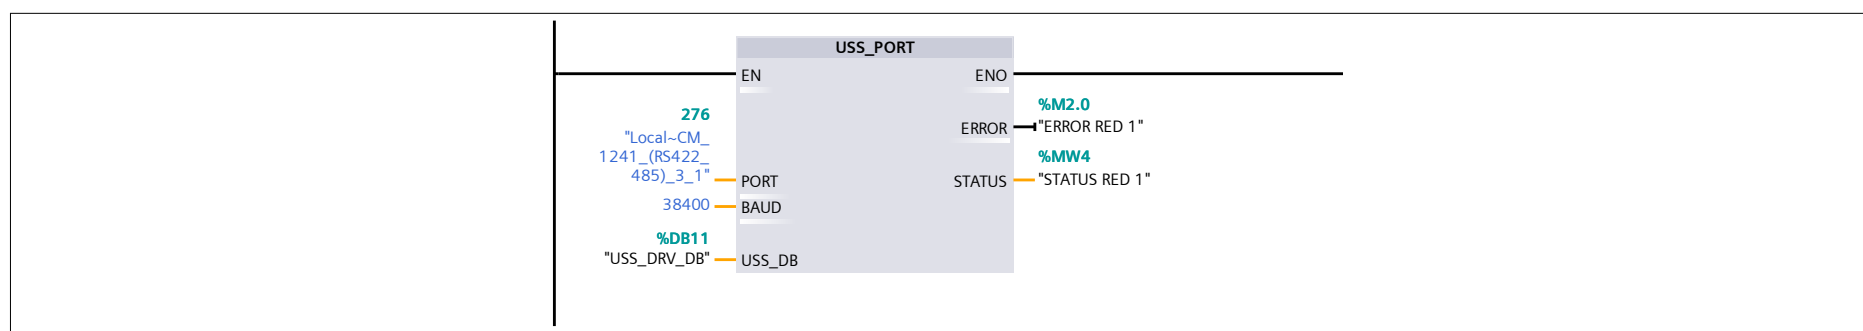 USS_PORT
EN
ENO
276
"Local~CM_
1241_(RS422_
485)_3_1"
PORT
38400
BAUD
%DB11
"USS_DRV_DB"
USS_DB
%M2.0
ERROR
"ERROR RED 1"
%MW4
STATUS
"STATUS RED 1"